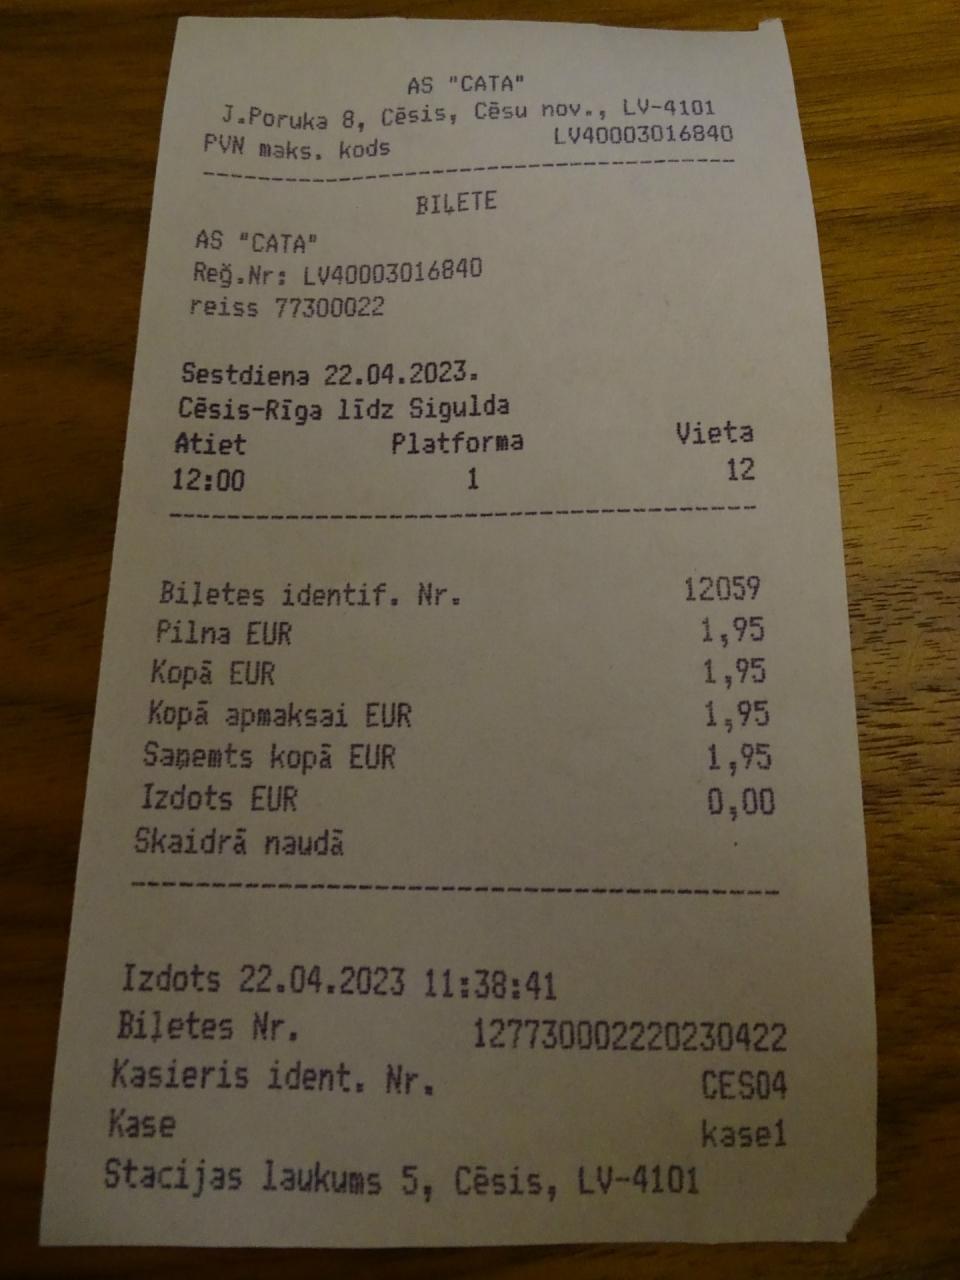 AS "CATA"
J.Poruka 8, Cēsis, Cēsu nov., LV-4101
PVN maks. kods LV40003016840
BIĻETE
AS "CATA"
Reģ.Nr: LV40003016840
reiss 77300022
Sestdiena 22.04.2023.
Cēsis-Rīga līdz Sigulda
Atiet Platforma Vieta
12:00 1 12
Biļetes identif. Nr. 12059
Pilna EUR 1,95
Kopā EUR 1,95
Kopā apmaksai EUR 1,95
Saņemts kopā EUR 1,95
Izdots EUR 0,00
Skaidrā naudā
Izdots 22.04.2023 11:38:41
Biļetes Nr. 127730002220230422
Kasieris ident. Nr. CES04
Kase kase1
Stacijas laukums 5, Cēsis, LV-4101